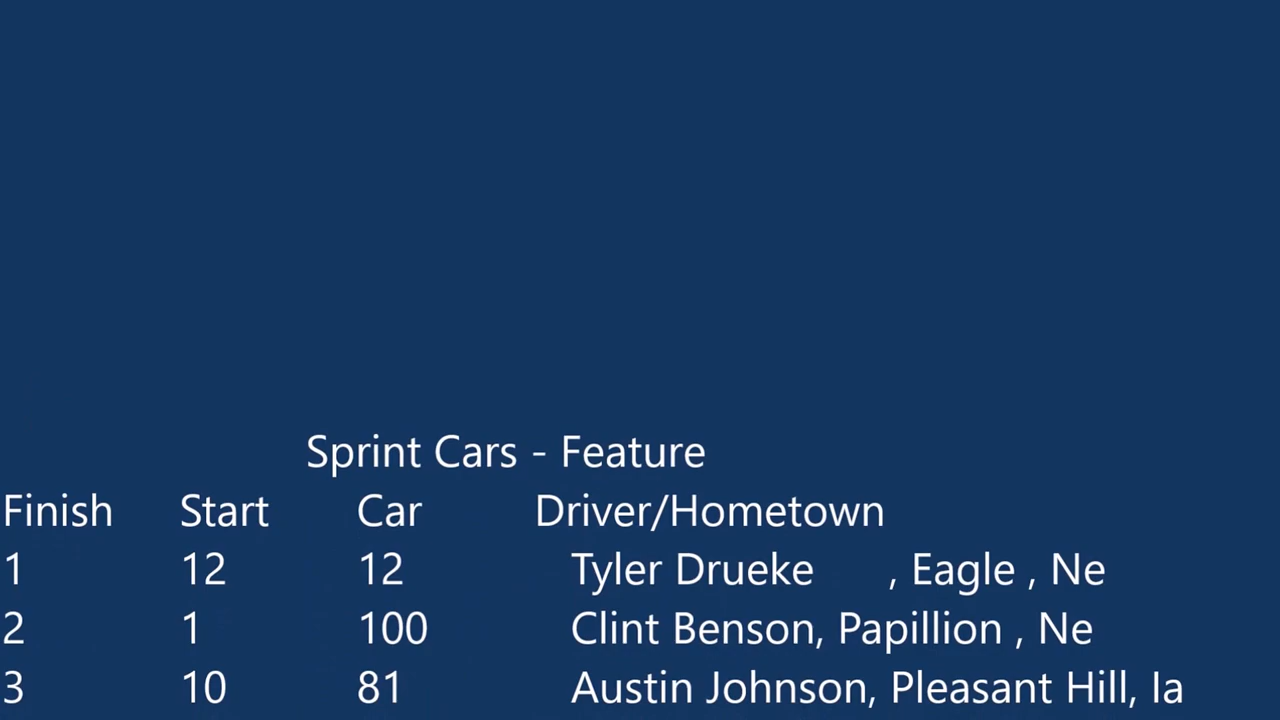 Sprint Cars - Feature
Finish Start Car Driver/Hometown
1 12 12 Tyler Drueke , Eagle , Ne
2 1 100 Clint Benson, Papillion , Ne
3 10 81 Austin Johnson, Pleasant Hill, Ia